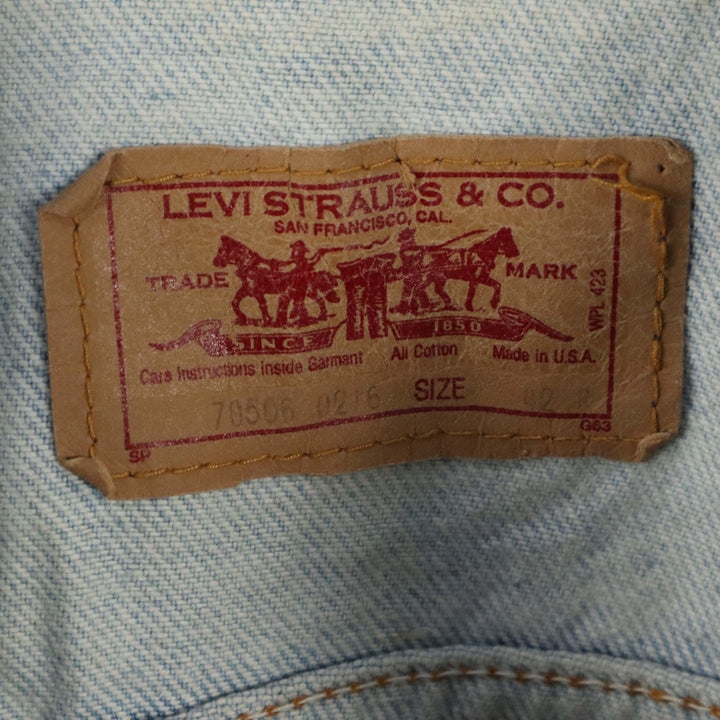 LEVI STRAUSS & CO.
SAN FRANCISCO, CAL.
TRADE MARK
WPL 423
SINCE 1850
Care Instructions Inside Garment All Cotton Made in U.S.A.
70506 0216 SIZE
SP G63